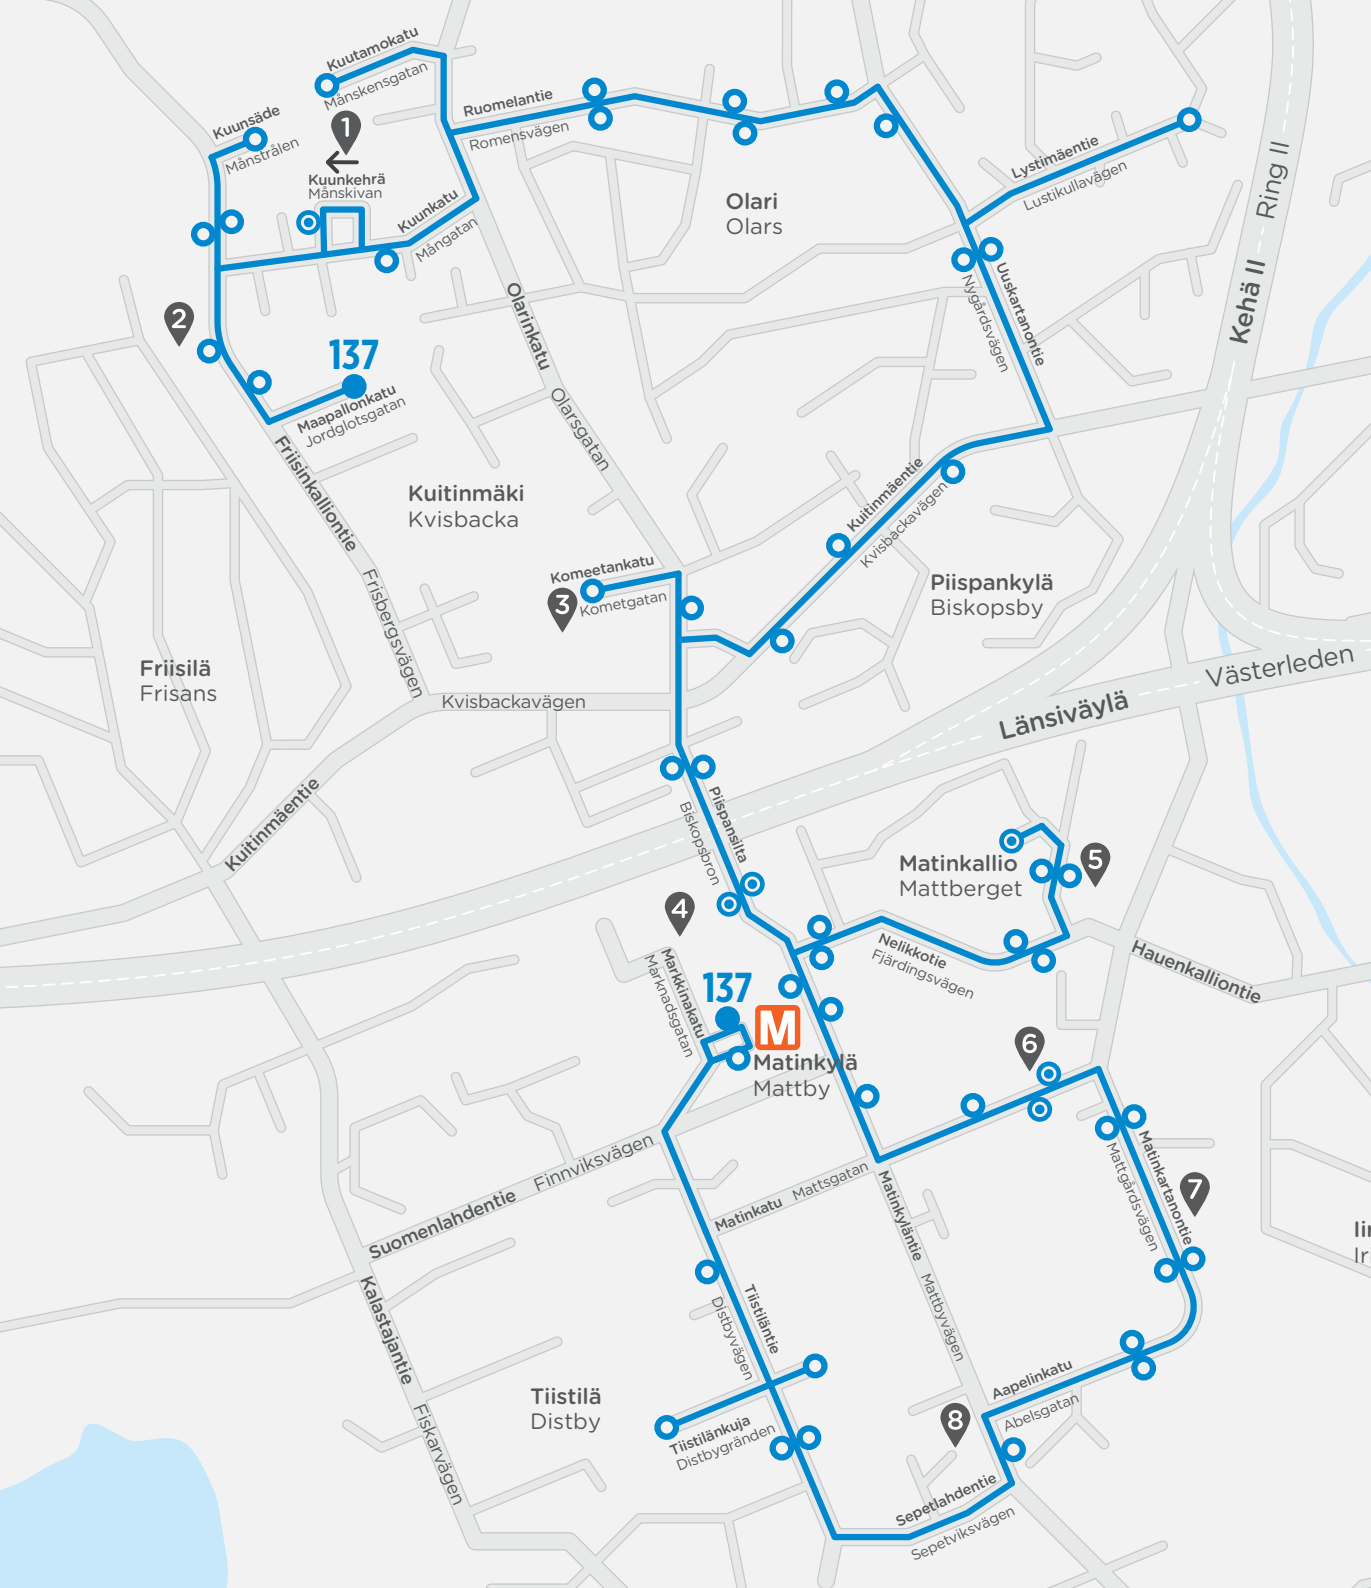 Kuutamokatu
Månskensgatan
Kuunsäde
Månstrålen
1
Kuunkehrä
Månskivan
Ruomelantie
Romensvägen
Kuunkatu
Mångatan
Olari
Olars
Lystimäentie
Lustikullavägen
Kehä II
Ring II
Uuskartanontie
Nygårdsvägen
Olarinkatu
Olarsgatan
2
137
Maapallonkatu
Jordglotsgatan
Friisinkalliontie
Frisbergsvägen
Kuitinmäki
Kvisbacka
Kuitinmäentie
Kvisbackavägen
Kometankatu
Kometgatan
3
Piispankylä
Biskopsby
Friisilä
Frisans
Kvisbackavägen
Länsiväylä
Västerleden
Kuitinmäentie
Piispansilta
Biskopsbron
Matinkallio
Mattberget
5
4
Markkinakatu
Marknadsgatan
137
M
Matinkylä
Mattby
Nelikkotie
Fjärdingsvägen
Hauenkalliontie
6
Suomenlahdentie
Finnviksvägen
Matinkatu
Mattsgatan
Matinkyläntie
Mattbyvägen
Matinkartanontie
Mattgårdsvägen
7
Iir
Ir
Kalastajantie
Fiskarvägen
Tiistiläntie
Distbyvägen
Tiistilä
Distby
Tiistilänkuja
Distbygränden
Aapelinkatu
Abelsgatan
8
Sepetlahdentie
Sepetviksvägen